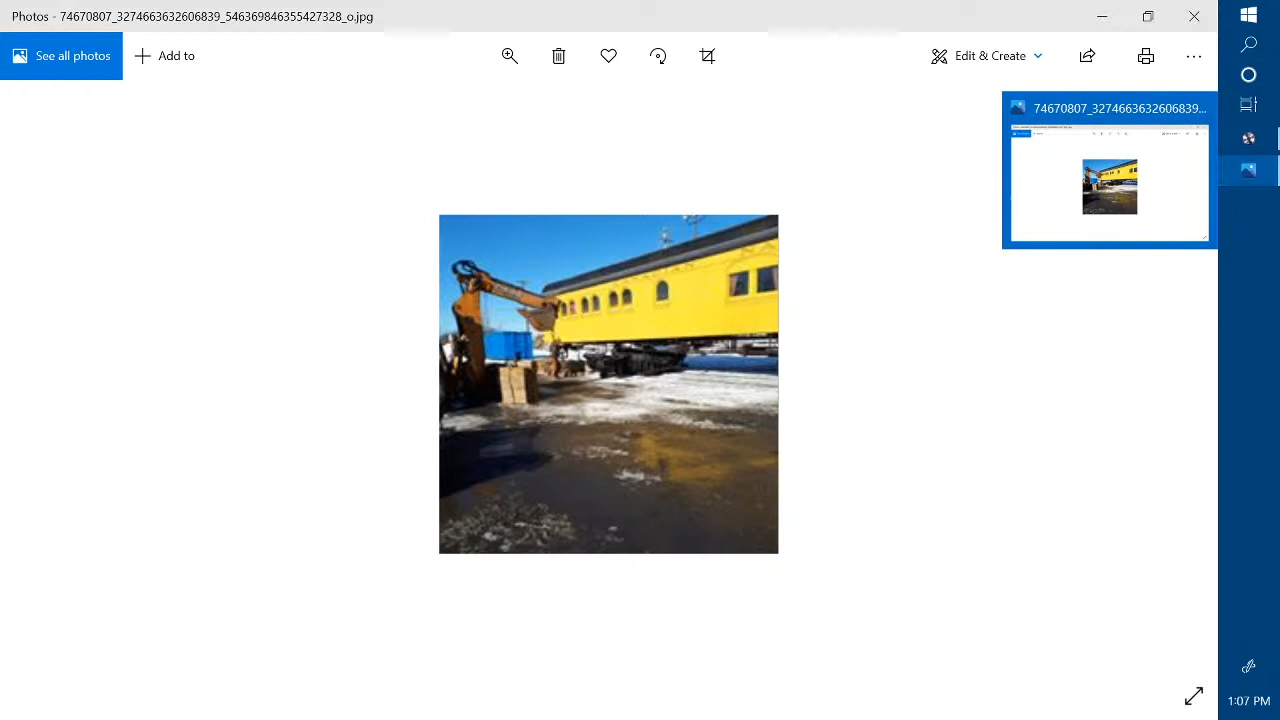 Photos - 74670807_3274663632606839_546369846355427328_o.jpg
See all photos
Add to
Edit & Create
74670807_3274663632606839...
1:07 PM